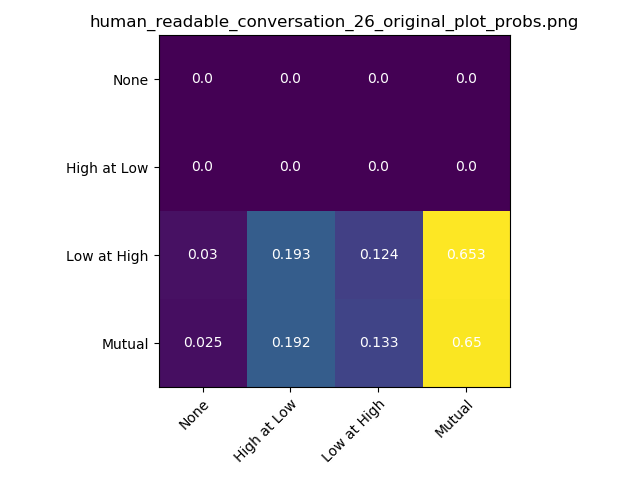 human_readable_conversation_26_original_plot_probs.png
None 0.0 0.0 0.0 0.0
High at Low 0.0 0.0 0.0 0.0
Low at High 0.03 0.193 0.124 0.653
Mutual 0.025 0.192 0.133 0.65
None High at Low Low at High Mutual